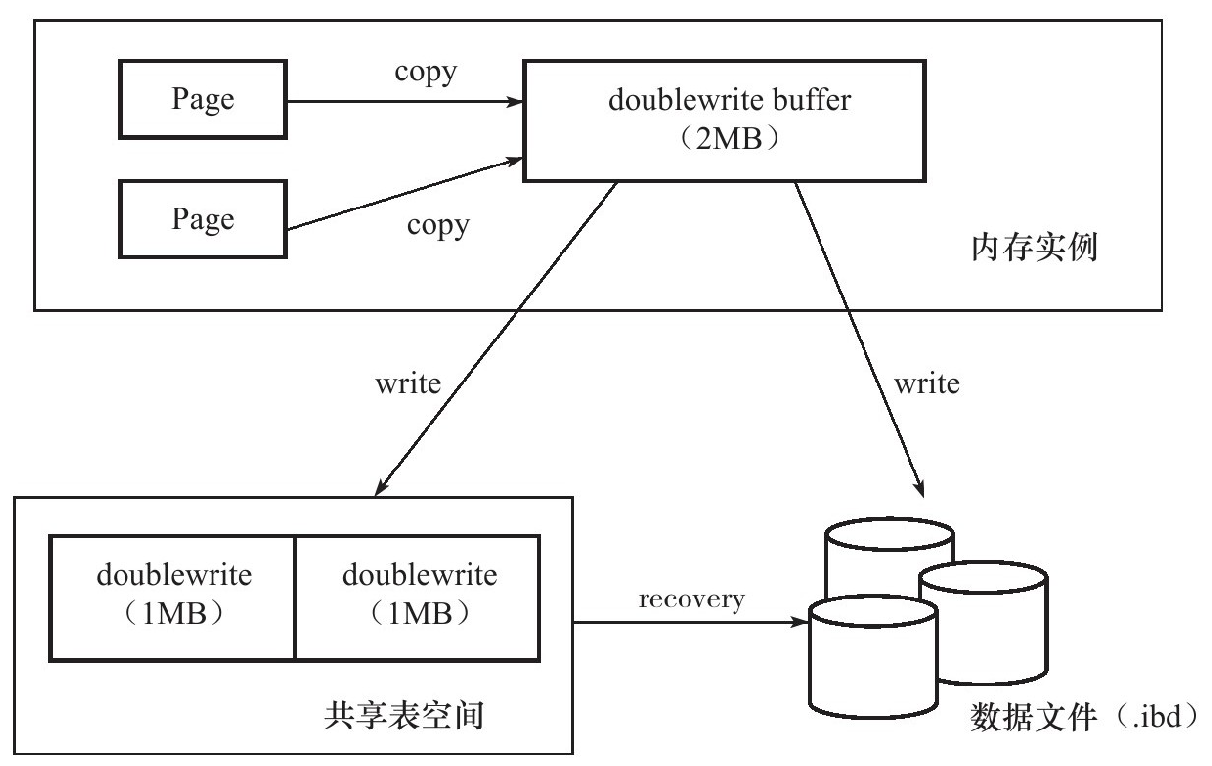 Page
copy
doublewrite buffer
（2MB）
Page
copy
内存实例
write
write
doublewrite
（1MB）
doublewrite
（1MB）
recovery
共享表空间
数据文件（.ibd）